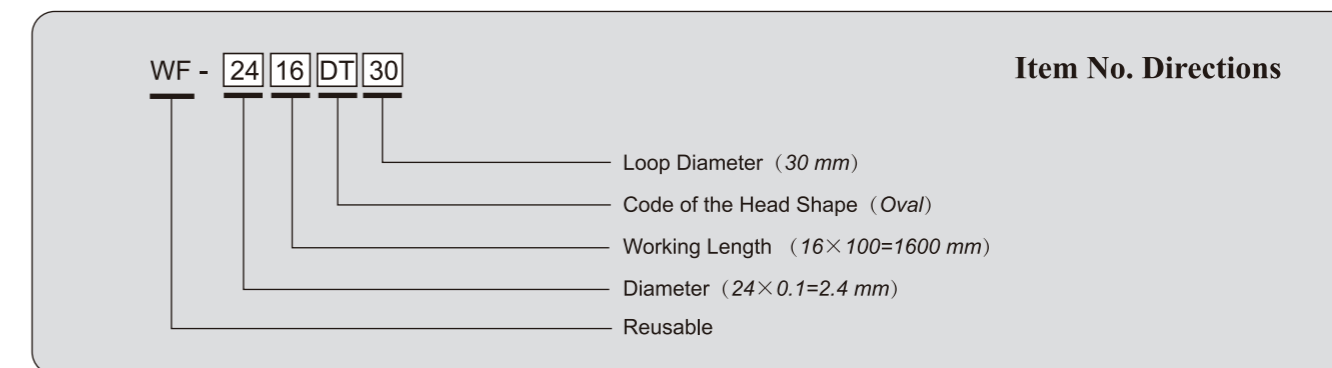 WF - 24 16 DT 30
Item No. Directions
Loop Diameter（30 mm）
Code of the Head Shape（Oval）
Working Length （16×100=1600 mm）
Diameter（24×0.1=2.4 mm）
Reusable